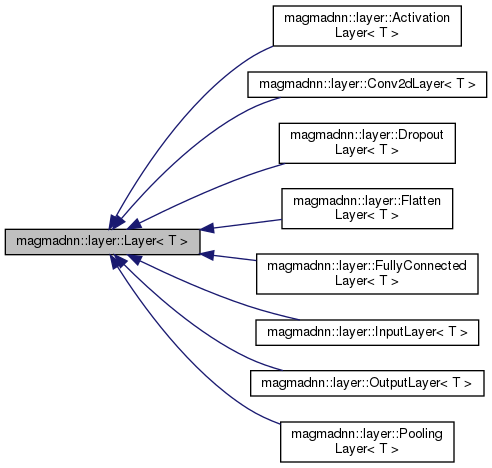 magmadnn::layer::Activation
Layer< T >
magmadnn::layer::Conv2dLayer< T >
magmadnn::layer::Dropout
Layer< T >
magmadnn::layer::Flatten
Layer< T >
magmadnn::layer::Layer< T >
magmadnn::layer::FullyConnected
Layer< T >
magmadnn::layer::InputLayer< T >
magmadnn::layer::OutputLayer< T >
magmadnn::layer::Pooling
Layer< T >